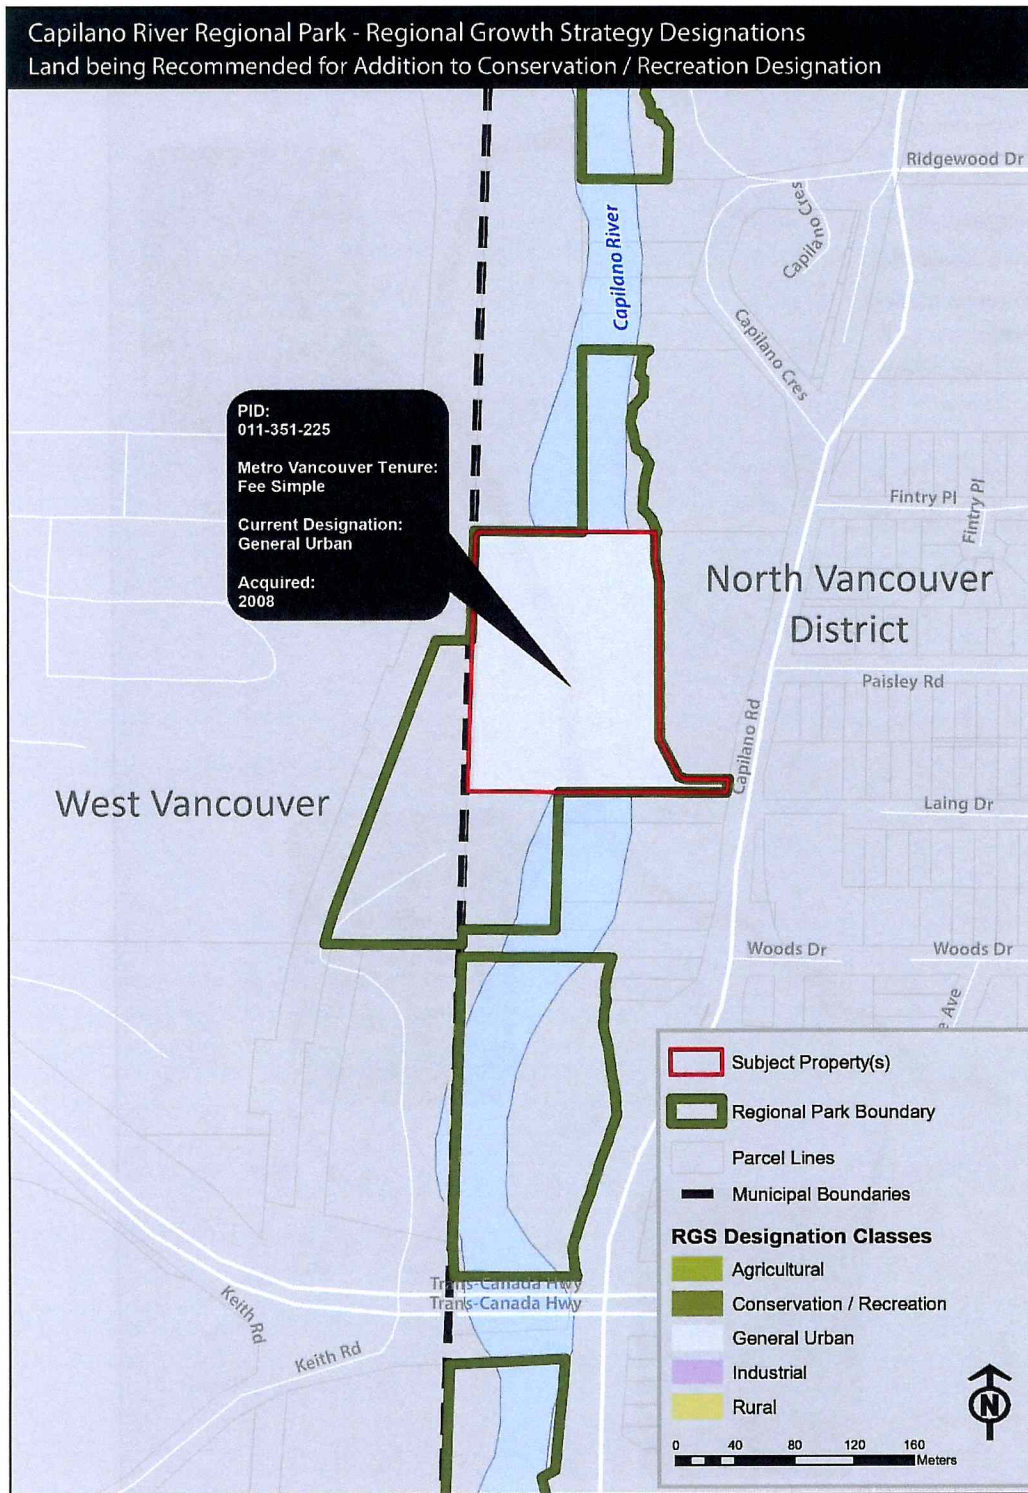 Capilano River Regional Park - Regional Growth Strategy Designations
Land being Recommended for Addition to Conservation / Recreation Designation
Ridgewood Dr
Capilano Cres
Capilano River
Capilano Cres
PID:
011-351-225
Metro Vancouver Tenure:
Fee Simple
Current Designation:
General Urban
Acquired:
2008
Fintry Pl
Fintry Pl
North Vancouver
District
Paisley Rd
Capilano Rd
West Vancouver
Laing Dr
Woods Dr
Woods Dr
e Ave
Trans-Canada Hwy
Trans-Canada Hwy
Keith Rd
Keith Rd
Subject Property(s)
Regional Park Boundary
Parcel Lines
Municipal Boundaries
RGS Designation Classes
Agricultural
Conservation / Recreation
General Urban
Industrial
Rural
N
0 40 80 120 160
Meters